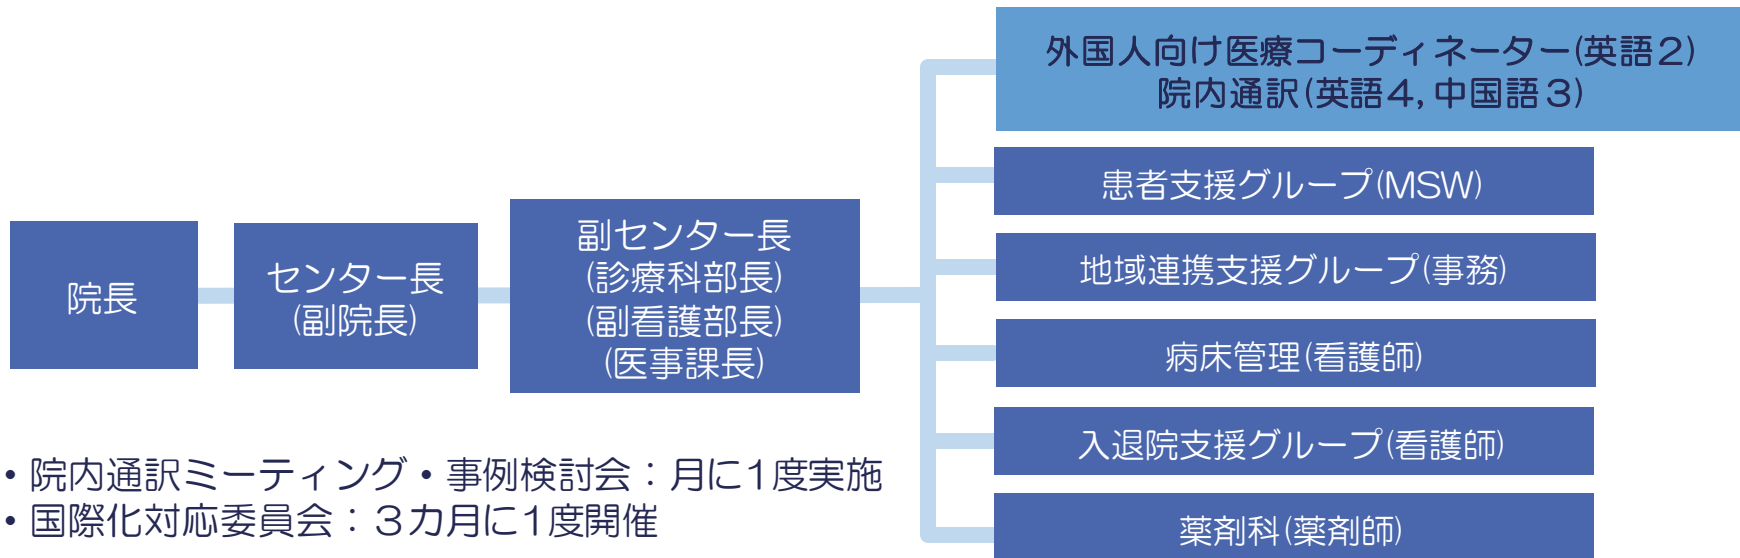 外国人向け医療コーディネーター(英語2)
院内通訳(英語4,中国語3)
患者支援グループ(MSW)
院長
センター長
(副院長)
副センター長
(診療科部長)
(副看護部長)
(医事課長)
地域連携支援グループ(事務)
病床管理(看護師)
入退院支援グループ(看護師)
薬剤科(薬剤師)
・院内通訳ミーティング・事例検討会：月に1度実施
・国際化対応委員会：３カ月に1度開催